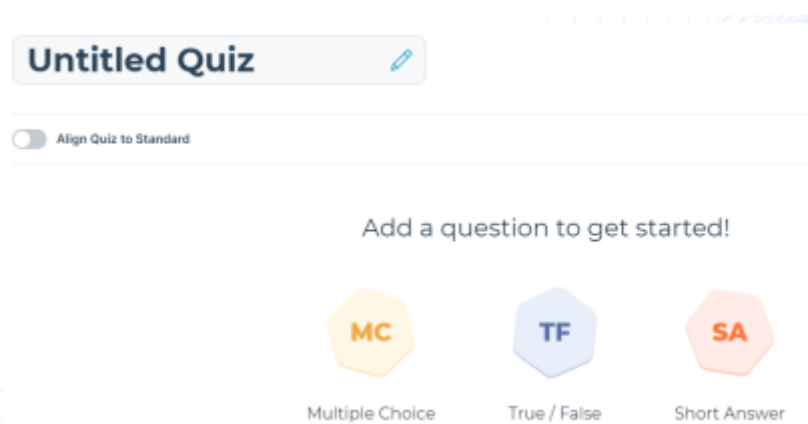 Untitled Quiz
Align Quiz to Standard
Add a question to get started!
MC TF SA
Multiple Choice True / False Short Answer